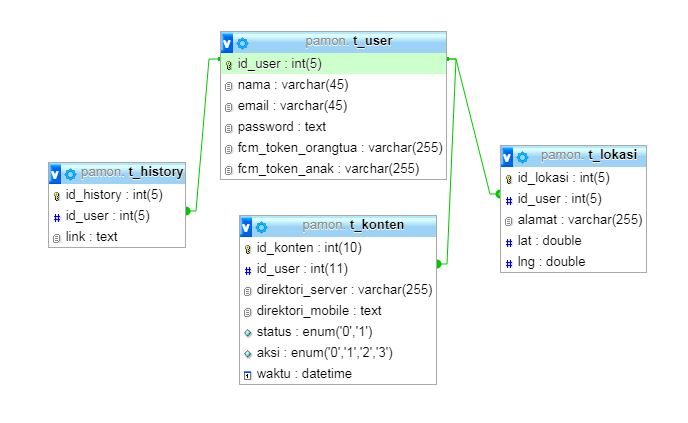 pamon. t_user
id_user : int(5)
nama : varchar(45)
email : varchar(45)
password : text
fcm_token_orangtua : varchar(255)
fcm_token_anak : varchar(255)
pamon. t_history
id_history : int(5)
id_user : int(5)
link : text
pamon. t_konten
id_konten : int(10)
id_user : int(11)
direktori_server : varchar(255)
direktori_mobile : text
status : enum('0','1')
aksi : enum('0','1','2','3')
waktu : datetime
pamon. t_lokasi
id_lokasi : int(5)
id_user : int(5)
alamat : varchar(255)
lat : double
lng : double